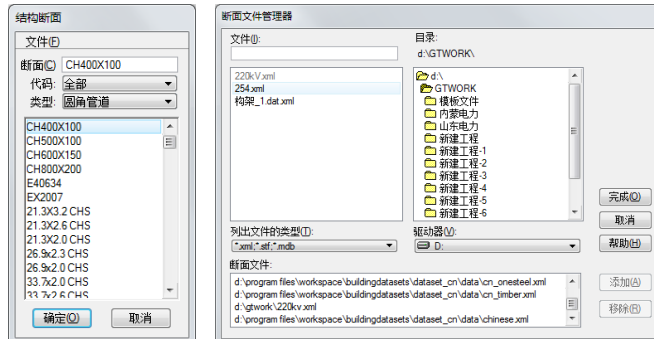 结构断面
文件(F)
断面(C) CH400X100
代码: 全部
类型: 圆角管道
CH400X100
CH500X100
CH600X150
CH800X200
E40634
EX2007
21.3X3.2 CHS
21.3X2.6 CHS
21.3X2.0 CHS
26.9x2.3 CHS
26.9x2.0 CHS
33.7x2.0 CHS
33.7x2.6 CHS
确定(O)
取消
断面文件管理器
文件(I):
220kV.xml
254.xml
构架_1.dat.xml
目录:
d:\GTWORK\
d:\
GTWORK
模板文件
内蒙电力
山东电力
新建工程
新建工程-1
新建工程-2
新建工程-3
新建工程-4
新建工程-5
新建工程-6
列出文件的类型(T):
*.xml;*.stf;*.mdb
驱动器(V):
D:
断面文件:
d:\program files\workspace\buildingdatasets\dataset_cn\data\cn_onesteel.xml
d:\program files\workspace\buildingdatasets\dataset_cn\data\cn_timber.xml
d:\gtwork\220kv.xml
d:\program files\workspace\buildingdatasets\dataset_cn\data\chinese.xml
完成(O)
取消
帮助(H)
添加(A)
移除(R)